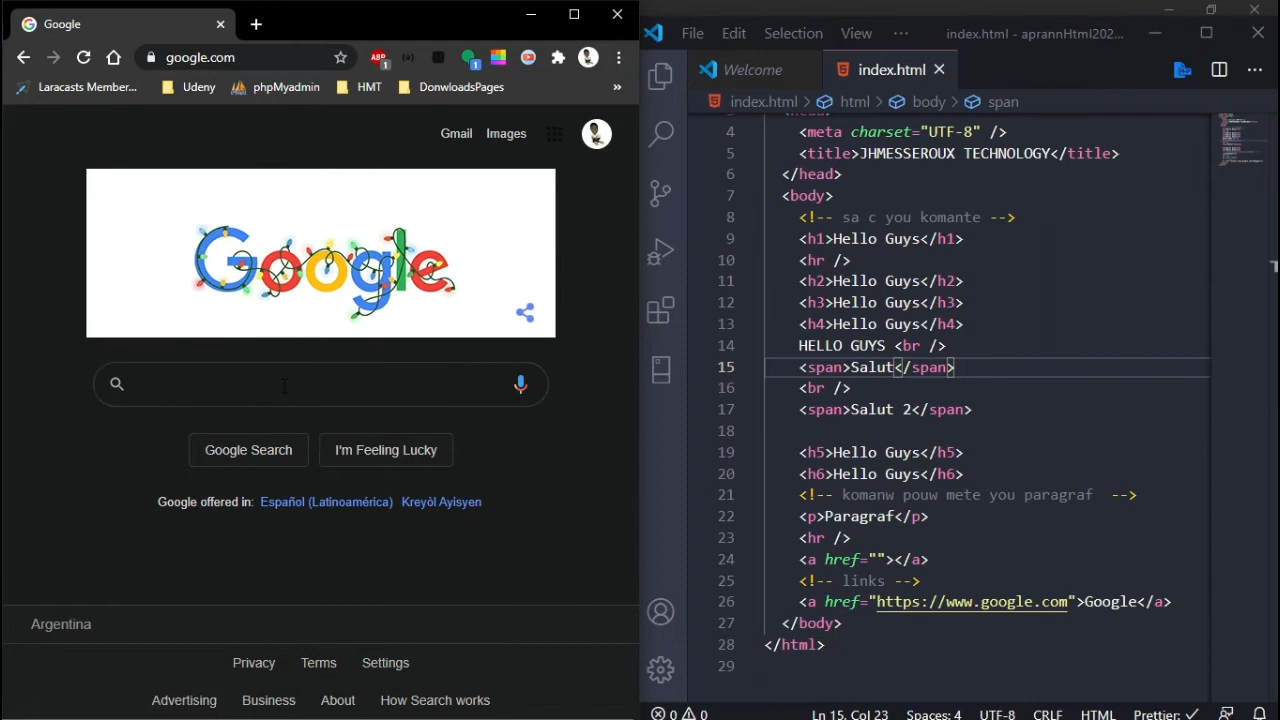 Google
google.com
ABP
1
1
Laracasts Member...
Udeny
phpMyadmin
HMT
DonwloadsPages
»
Gmail
Images
Google
Google Search
I'm Feeling Lucky
Google offered in: Español (Latinoamérica) Kreyòl Ayisyen
Argentina
Privacy
Terms
Settings
Advertising
Business
About
How Search works
File
Edit
Selection
View
···
index.html - aprannHtml202...
Welcome
index.html
index.html > html > body > span
4 <meta charset="UTF-8" />
5 <title>JHMESSEROUX TECHNOLOGY</title>
6 </head>
7 <body>
8 <!-- sa c you komante -->
9 <h1>Hello Guys</h1>
10 <hr />
11 <h2>Hello Guys</h2>
12 <h3>Hello Guys</h3>
13 <h4>Hello Guys</h4>
14 HELLO GUYS <br />
15 <span>Salut</span>
16 <br />
17 <span>Salut 2</span>
18
19 <h5>Hello Guys</h5>
20 <h6>Hello Guys</h6>
21 <!-- komanw pouw mete you paragraf  -->
22 <p>Paragraf</p>
23 <hr />
24 <a href=""></a>
25 <!-- links -->
26 <a href="https://www.google.com">Google</a>
27 </body>
28 </html>
29
0 0 Ln 15, Col 23 Spaces: 4 UTF-8 CRLF HTML Prettier: ✓